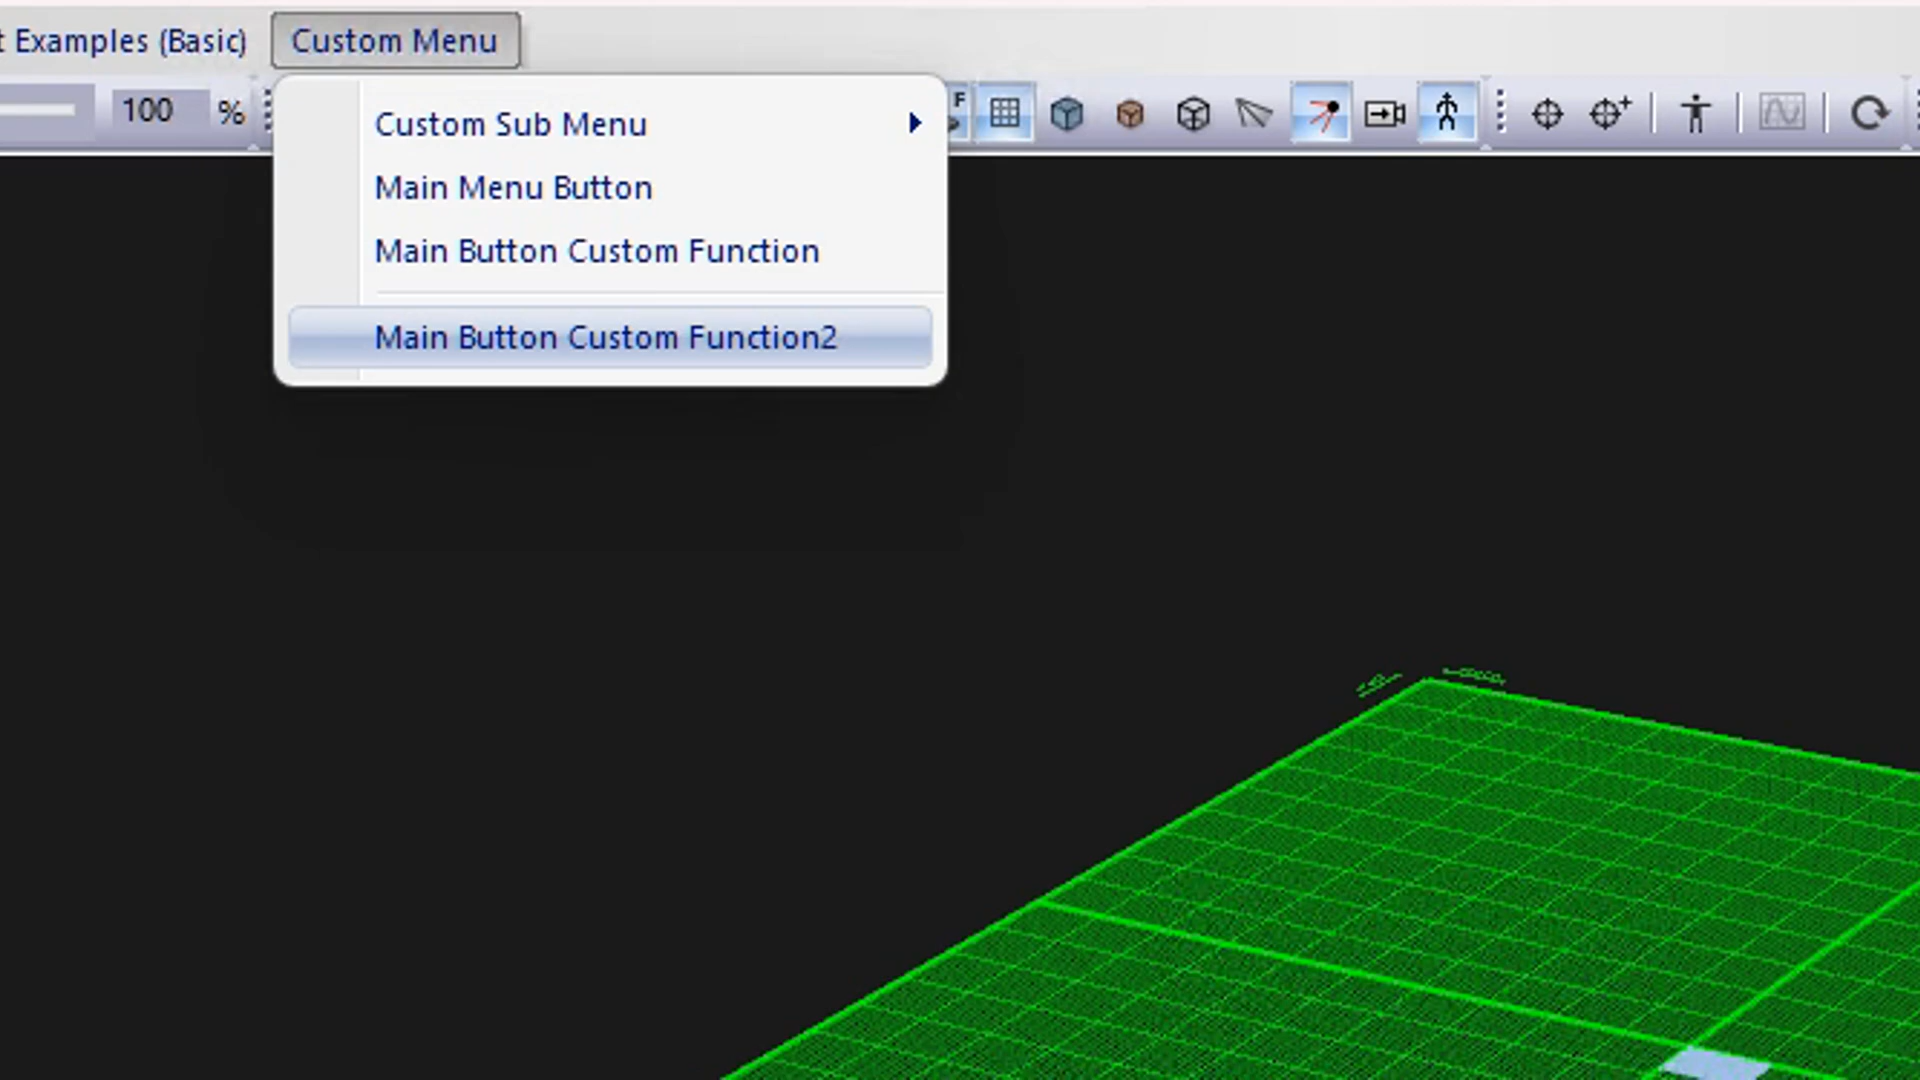 t Examples (Basic) Custom Menu
100 %
F
Custom Sub Menu
Main Menu Button
Main Button Custom Function
Main Button Custom Function2